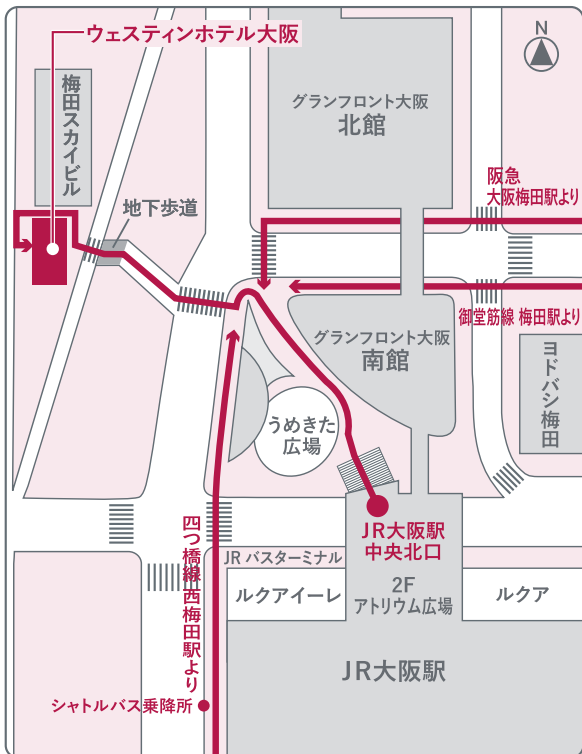 ウェスティンホテル大阪
N
梅田スカイビル
グランフロント大阪
北館
阪急
大阪梅田駅より
地下歩道
御堂筋線 梅田駅より
グランフロント大阪
南館
ヨドバシ梅田
うめきた
広場
JR大阪駅
中央北口
四つ橋線 西梅田駅より
JRバスターミナル
2F
アトリウム広場
ルクアイーレ
ルクア
JR大阪駅
シャトルバス乗降所